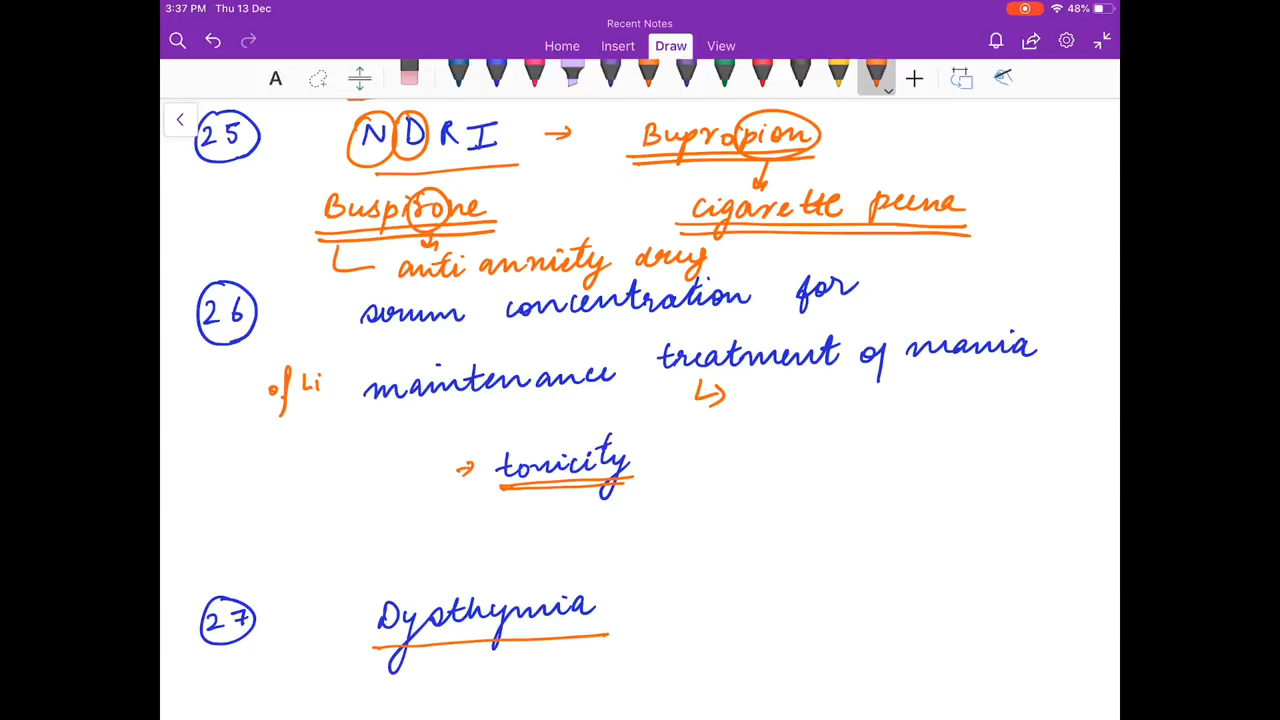 3:37 PM Thu 13 Dec
48%
Recent Notes
Home Insert Draw View
A
25 NDRI → Bupropion
Buspirone cigarette peena
anti anxiety drug
26 serum concentration for
of Li maintenance treatment of mania
→ toxicity
27 Dysthymia